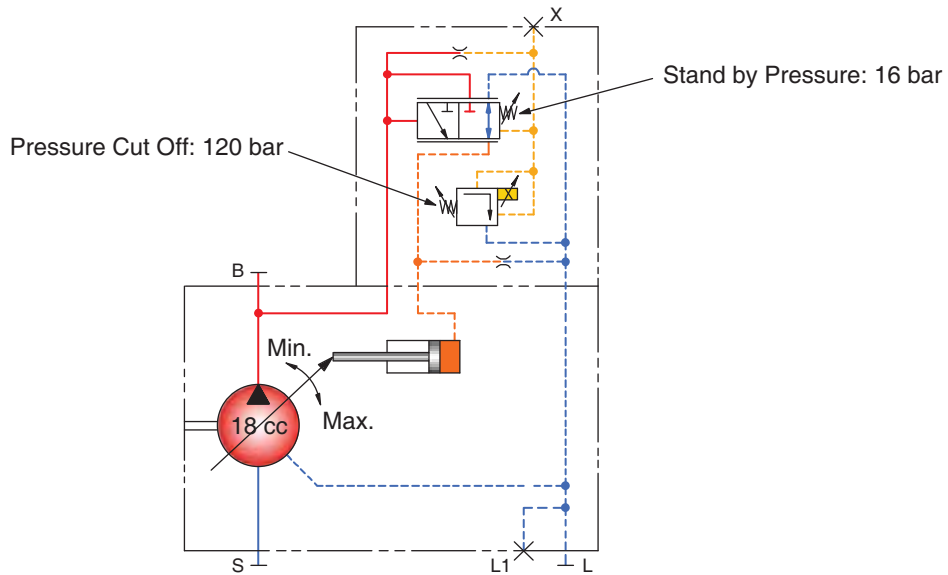 X
Stand by Pressure: 16 bar
Pressure Cut Off: 120 bar
B
Min.
Max.
18 cc
S
L1
L